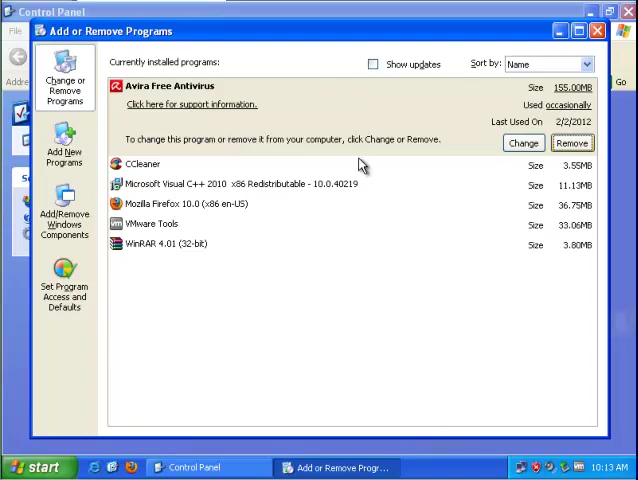 Control Panel
File
Add or Remove Programs
Currently installed programs:
Show updates
Sort by:
Name
Go
Change or
Remove
Programs
Add New
Programs
Add/Remove
Windows
Components
Set Program
Access and
Defaults
Avira Free Antivirus
Size 155.00MB
Click here for support information.
Used occasionally
Last Used On 2/2/2012
To change this program or remove it from your computer, click Change or Remove.
Change
Remove
CCleaner
Size 3.55MB
Microsoft Visual C++ 2010 x86 Redistributable - 10.0.40219
Size 11.13MB
Mozilla Firefox 10.0 (x86 en-US)
Size 36.75MB
VMware Tools
Size 33.06MB
WinRAR 4.01 (32-bit)
Size 3.80MB
start
Control Panel
Add or Remove Progr...
10:13 AM